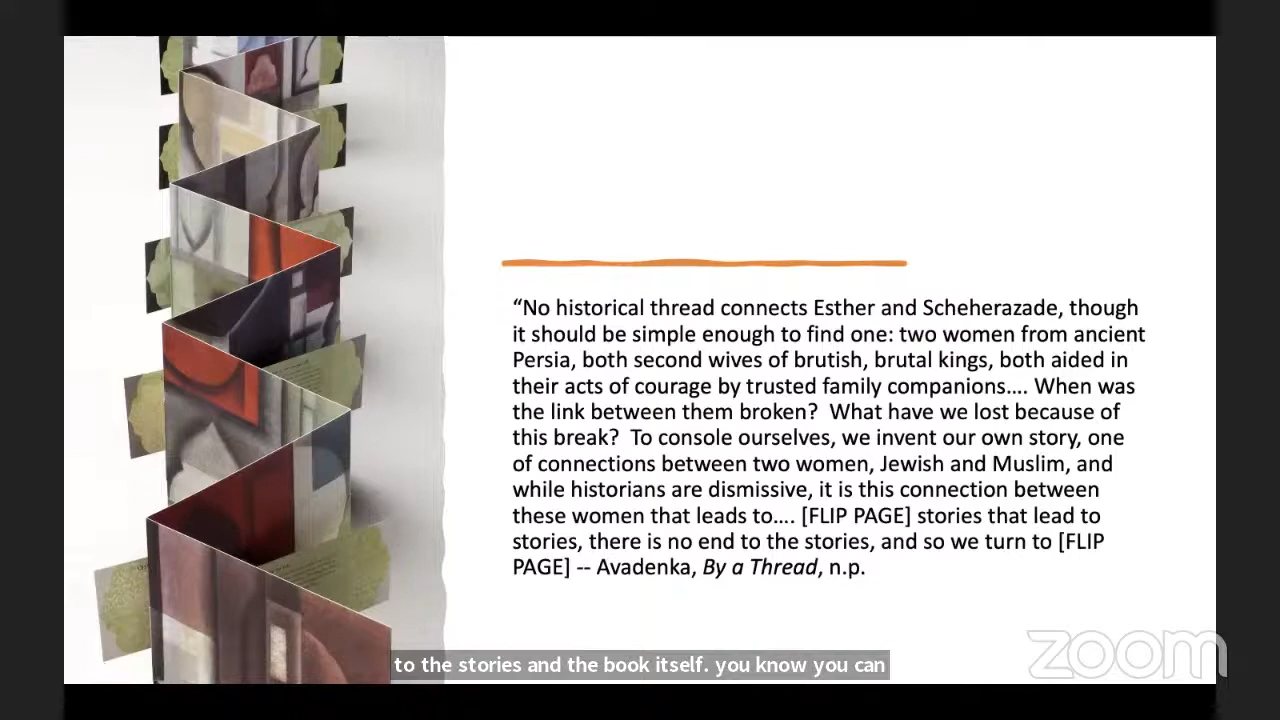 “No historical thread connects Esther and Scheherazade, though
it should be simple enough to find one: two women from ancient
Persia, both second wives of brutish, brutal kings, both aided in
their acts of courage by trusted family companions…. When was
the link between them broken?  What have we lost because of
this break?  To console ourselves, we invent our own story, one
of connections between two women, Jewish and Muslim, and
while historians are dismissive, it is this connection between
these women that leads to…. [FLIP PAGE] stories that lead to
stories, there is no end to the stories, and so we turn to [FLIP
PAGE] -- Avadenka, By a Thread, n.p.
to the stories and the book itself. you know you can
zoom